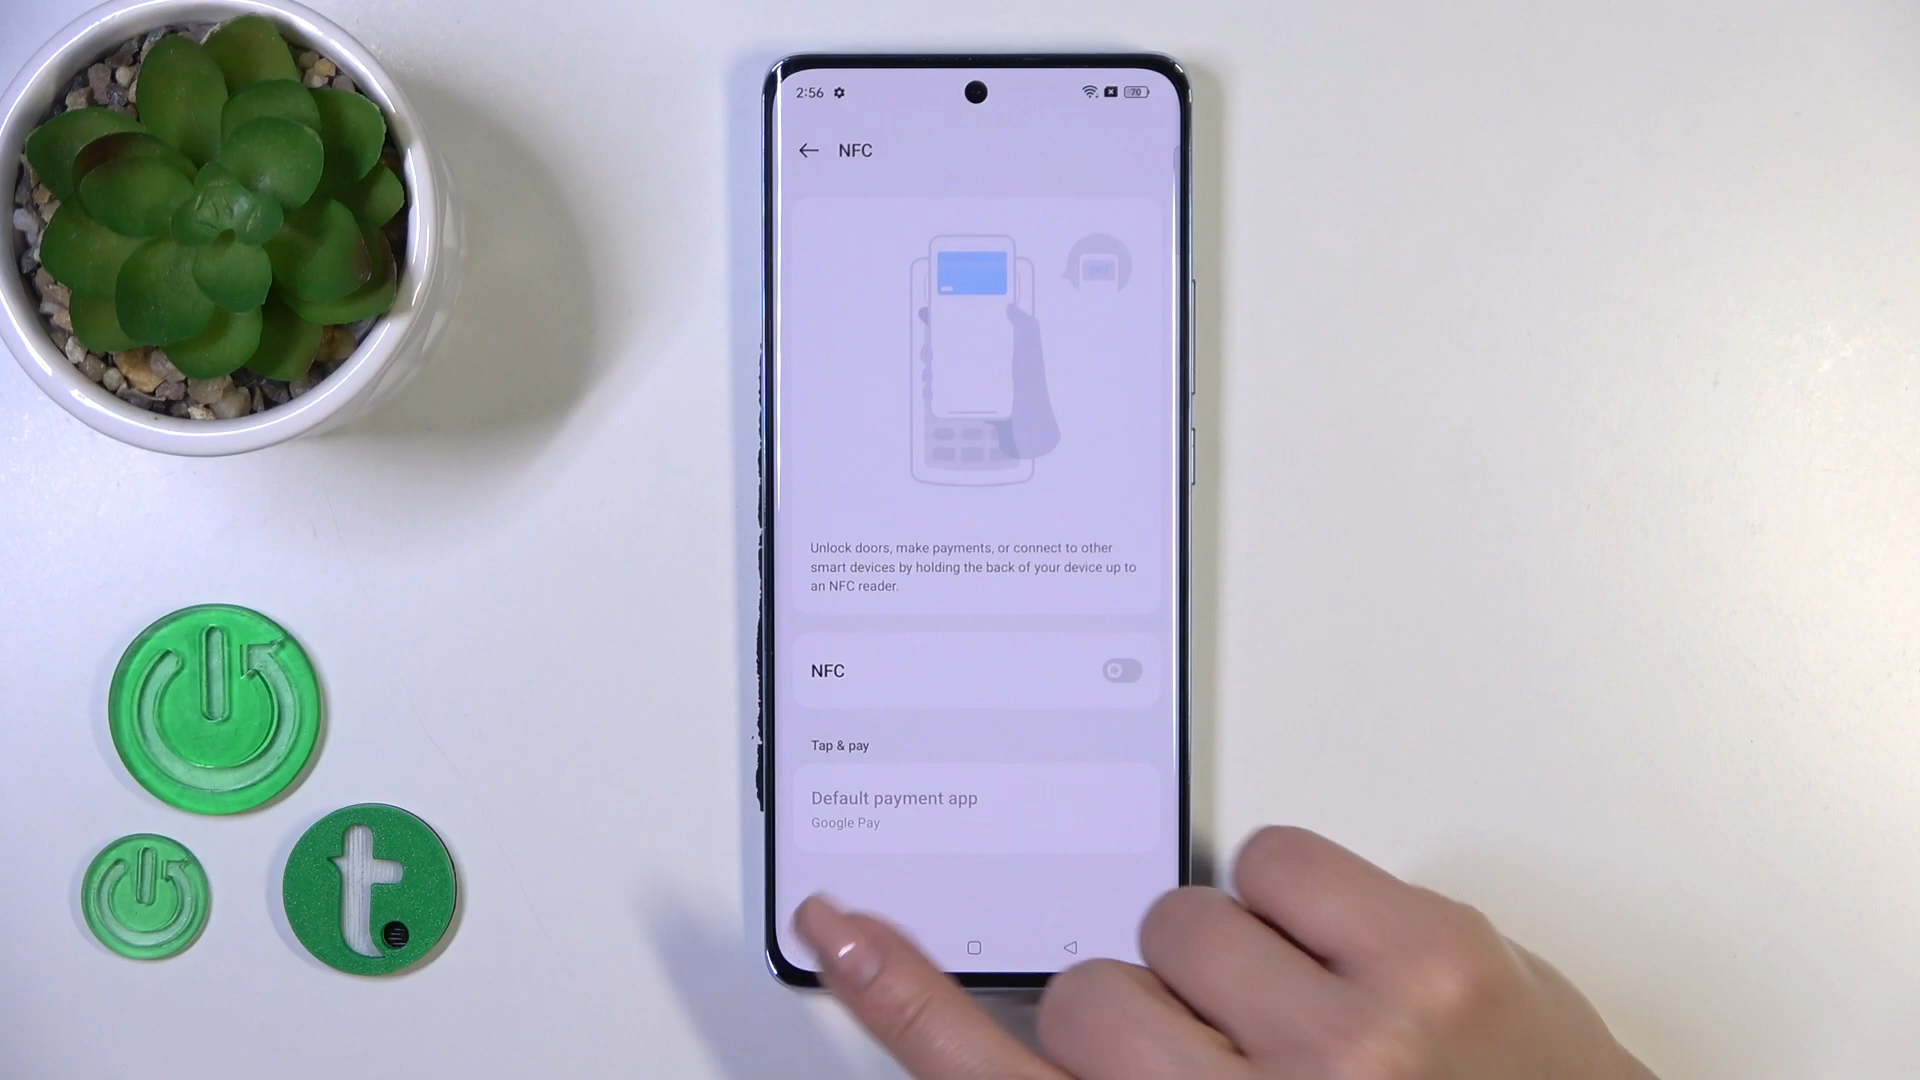 2:56
70
NFC
Unlock doors, make payments, or connect to other
smart devices by holding the back of your device up to
an NFC reader.
NFC
Tap & pay
Default payment app
Google Pay
t.